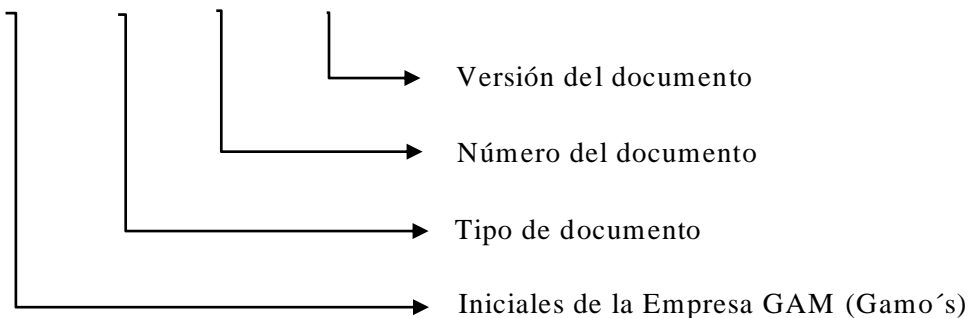 Versión del documento
Número del documento
Tipo de documento
Iniciales de la Empresa GAM (Gamo´s)